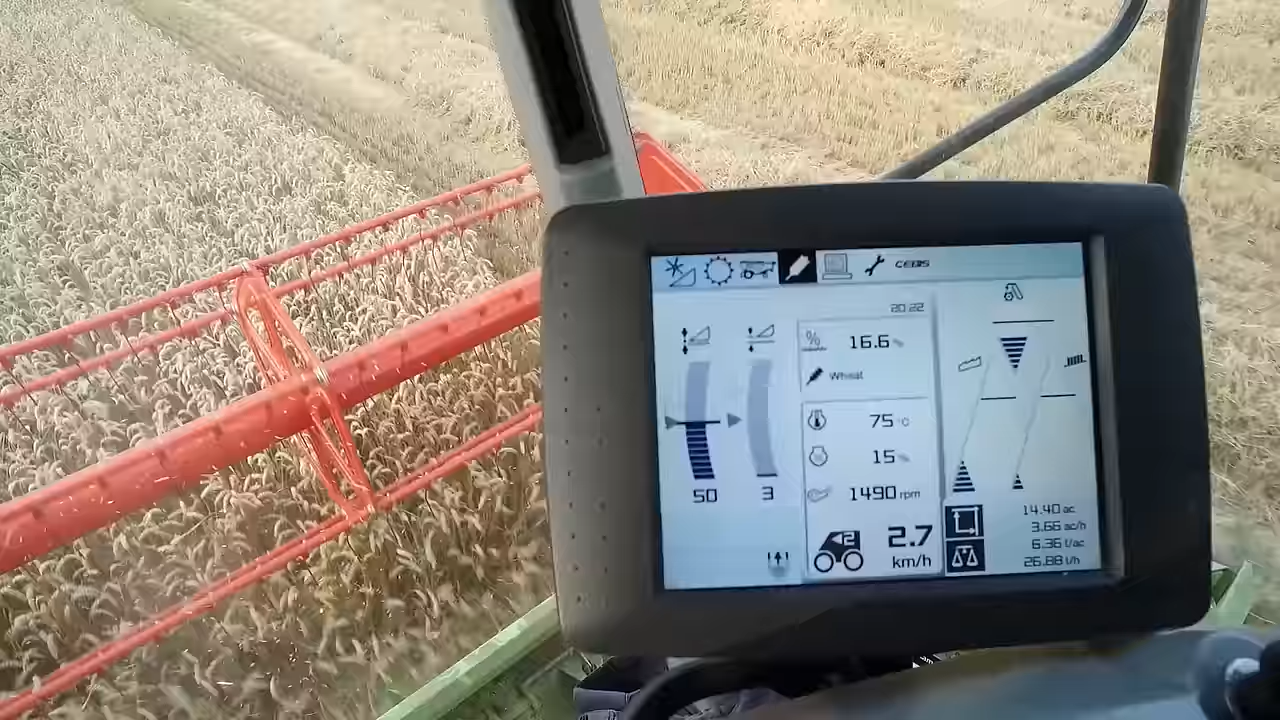 CEBIS
20:22
16.6 %
Wheat
75 °C
15 %
1490 rpm
2
2.7
km/h
50
3
14.40 ac
3.66 ac/h
6.36 l/ac
26.88 l/h